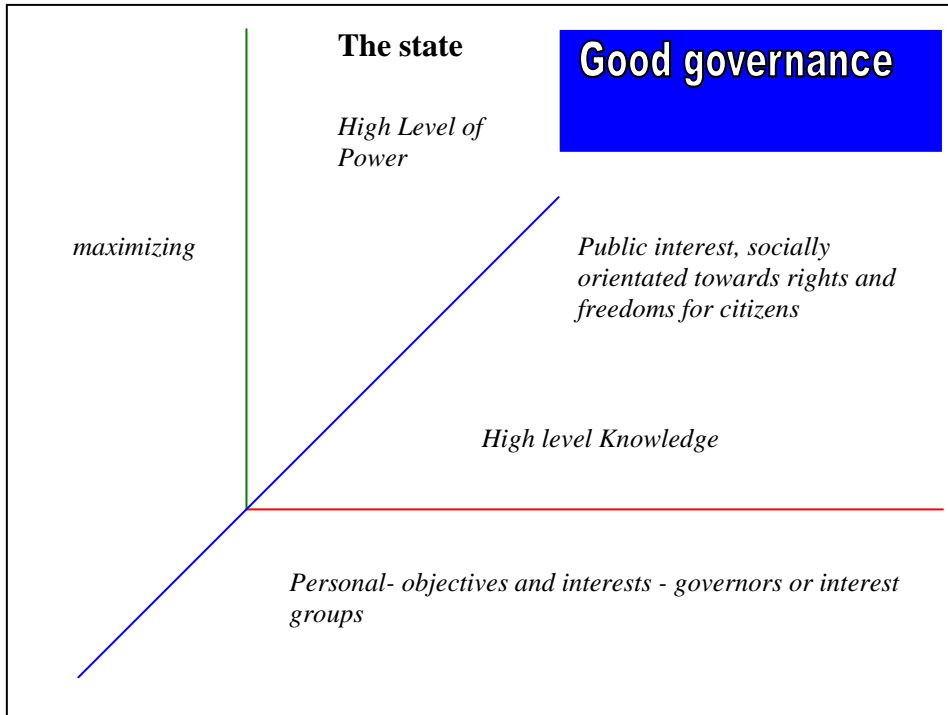 The state
Good governance
High Level of
Power
maximizing
Public interest, socially
orientated towards rights and
freedoms for citizens
High level Knowledge
Personal- objectives and interests - governors or interest
groups